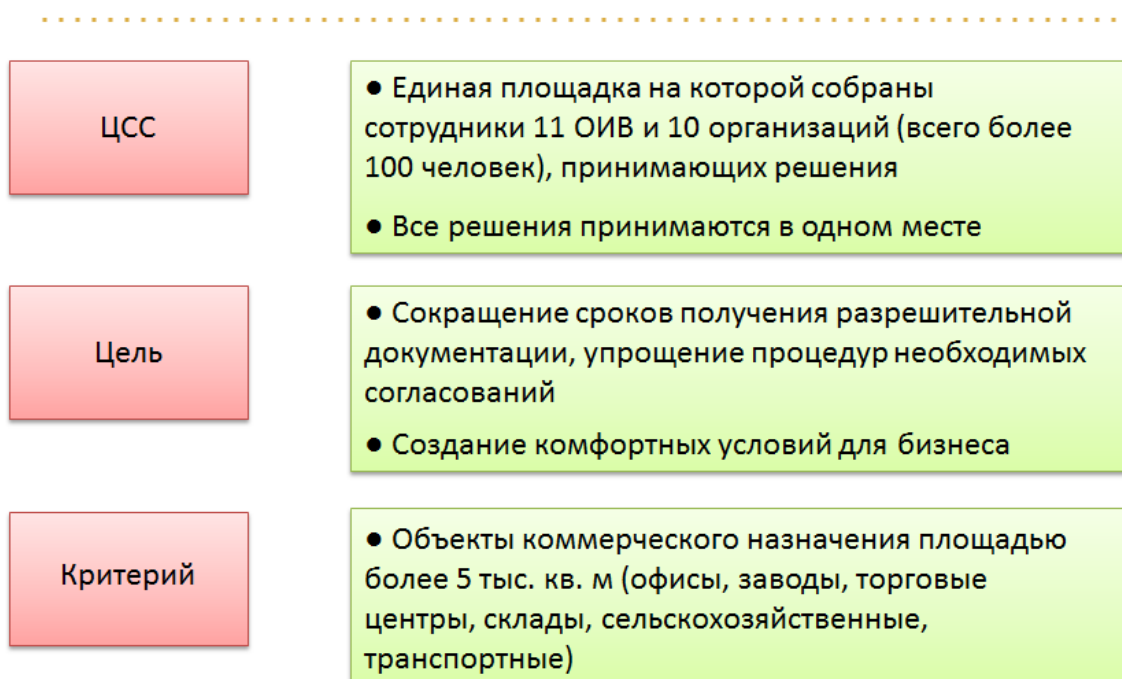 ЦСС
● Единая площадка на которой собраны
сотрудники 11 ОИВ и 10 организаций (всего более
100 человек), принимающих решения
● Все решения принимаются в одном месте
Цель
● Сокращение сроков получения разрешительной
документации, упрощение процедур необходимых
согласований
● Создание комфортных условий для бизнеса
Критерий
● Объекты коммерческого назначения площадью
более 5 тыс. кв. м (офисы, заводы, торговые
центры, склады, сельскохозяйственные,
транспортные)